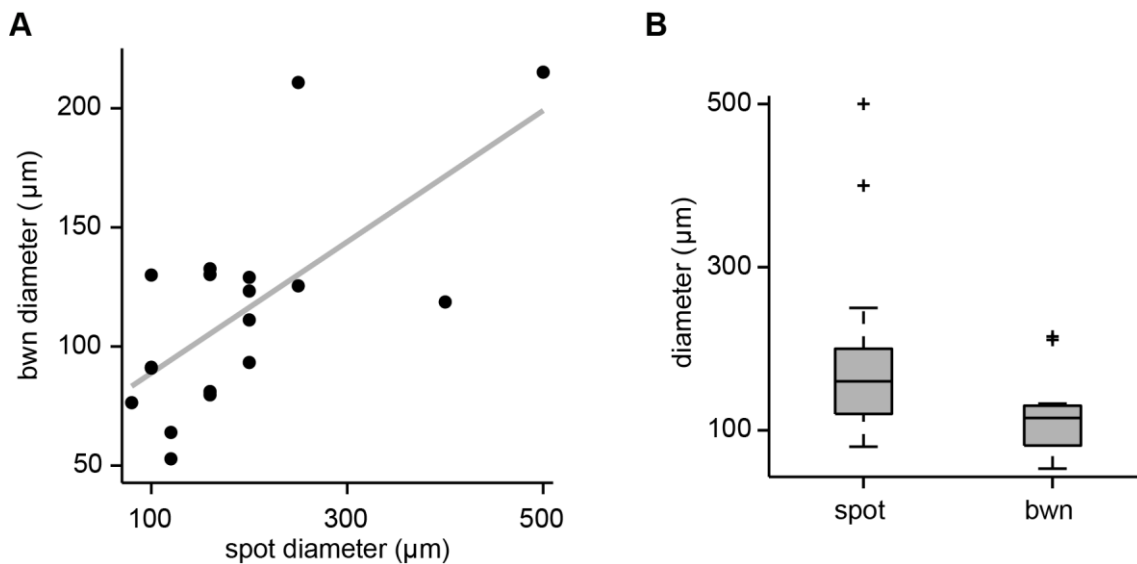 A
200
150
100
50
bwn diameter (µm)
100 300 500
spot diameter (µm)
B
500
300
100
diameter (µm)
spot bwn